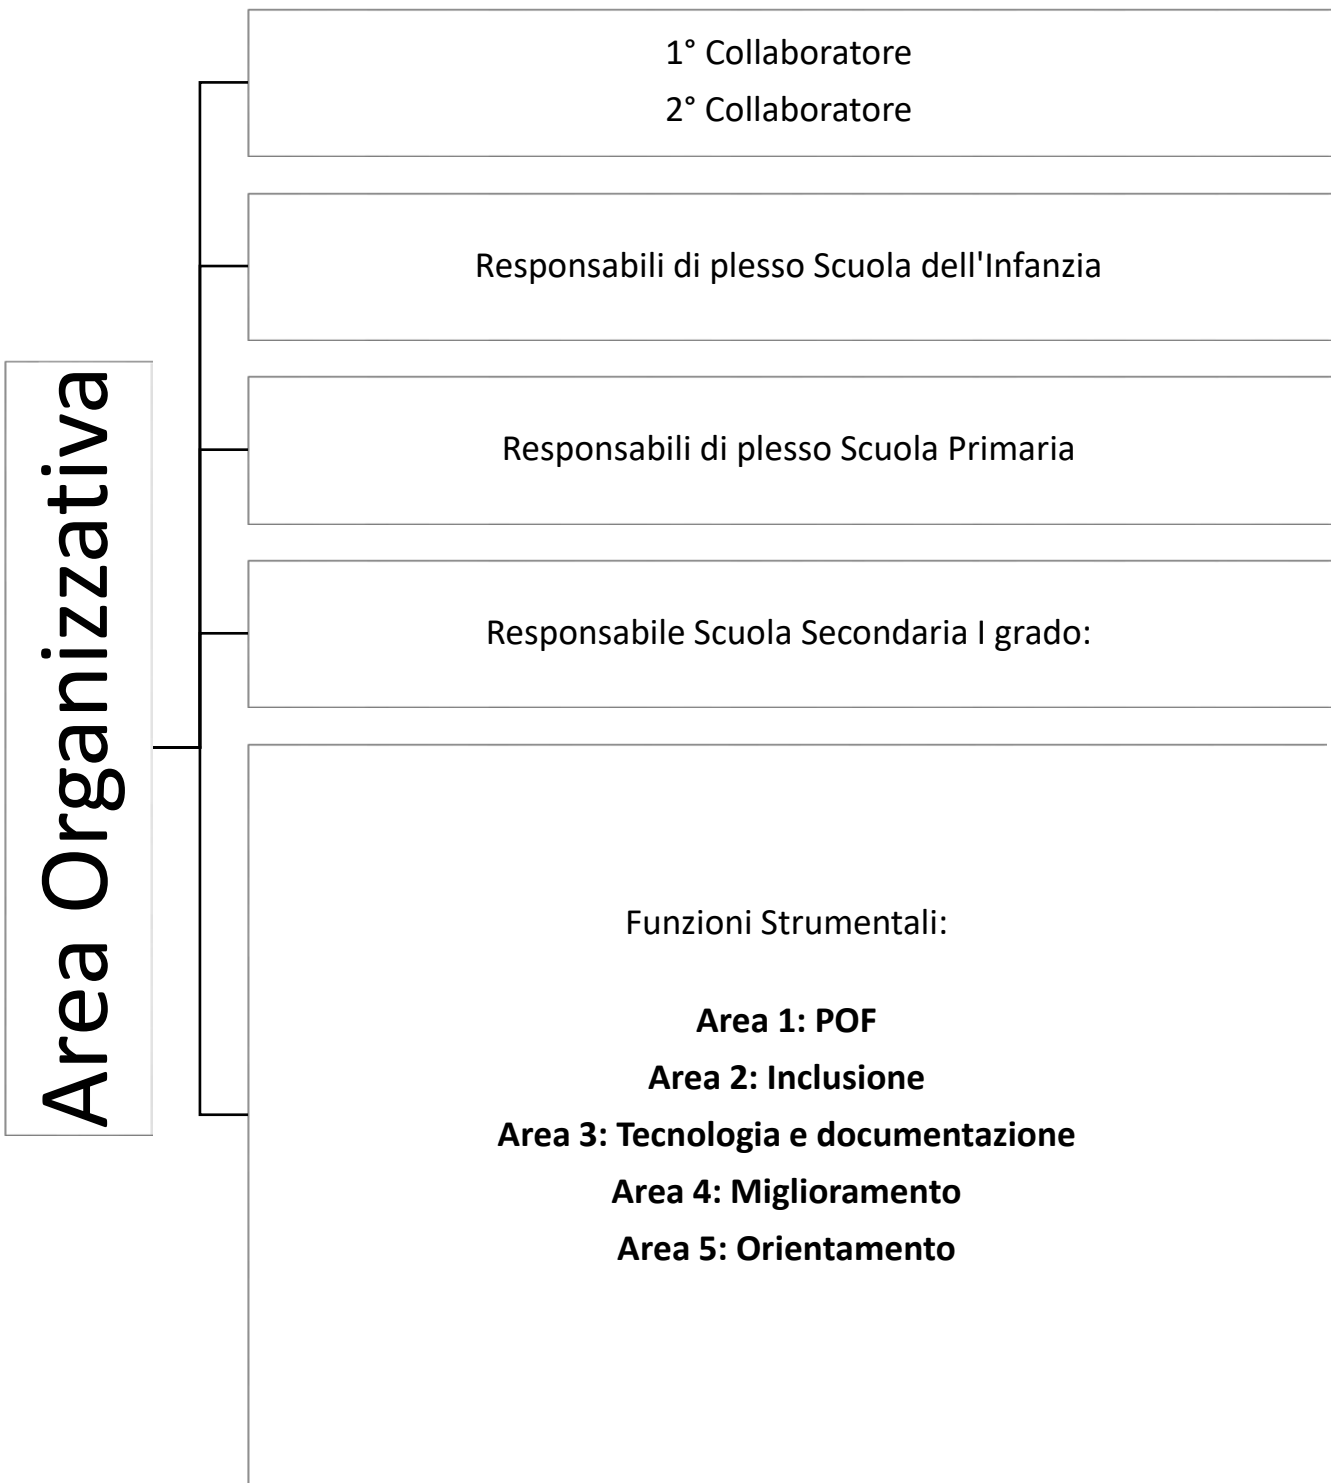 Area Organizzativa
1° Collaboratore
2° Collaboratore
Responsabili di plesso Scuola dell'Infanzia
Responsabili di plesso Scuola Primaria
Responsabile Scuola Secondaria I grado:
Funzioni Strumentali:
Area 1: POF
Area 2: Inclusione
Area 3: Tecnologia e documentazione
Area 4: Miglioramento
Area 5: Orientamento